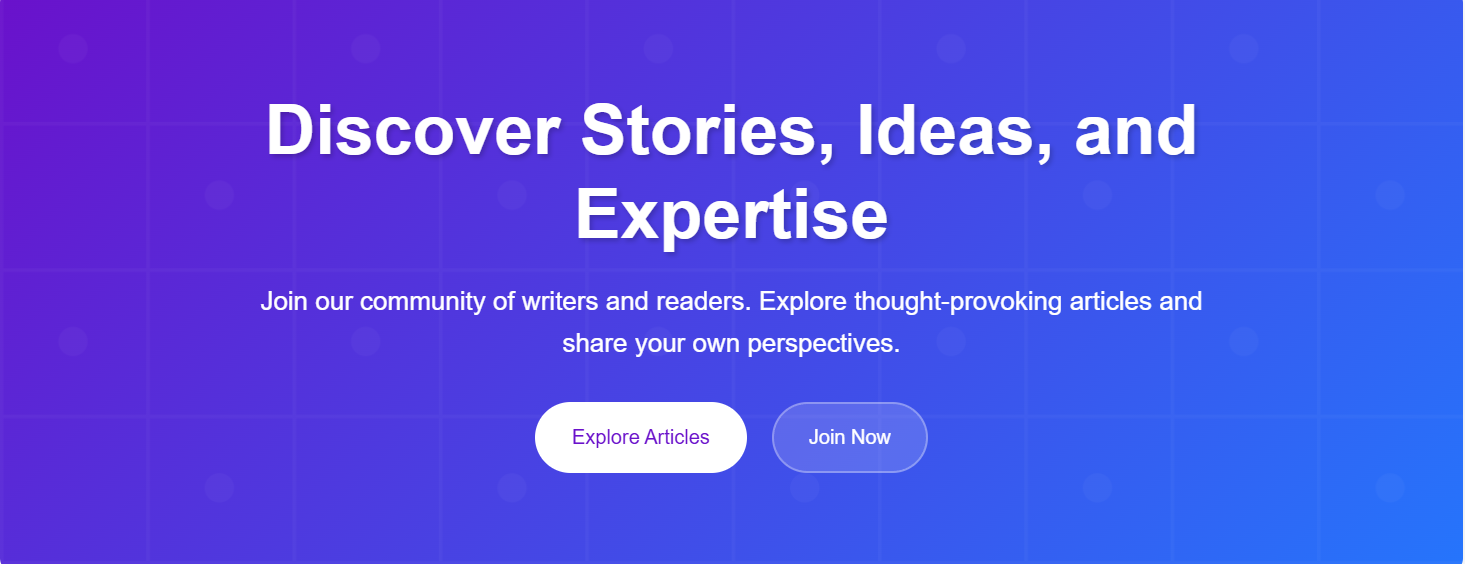 Discover Stories, Ideas, and
Expertise
Join our community of writers and readers. Explore thought-provoking articles and
share your own perspectives.
Explore Articles
Join Now